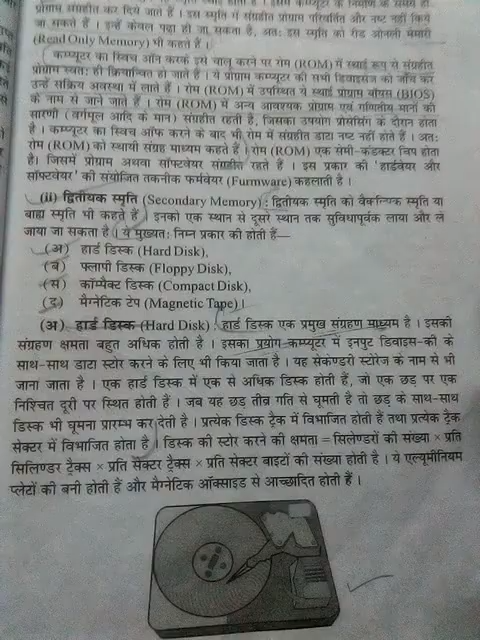 प्रोग्राम संग्रहीत कर दिये जाते हैं । इस स्मृति में संग्रहीत प्रोग्राम परिवर्तित और नष्ट नहीं किये
जा सकते हैं । इन्हें केवल पढ़ा ही जा सकता है, अत: इस स्मृति को रीड ओनली मेमोरी
(Read Only Memory) भी कहते हैं ।
कम्प्यूटर का स्विच ऑन करके इसे चालू करने पर रोम (ROM) में स्थाई रूप से संग्रहीत
प्रोग्राम स्वत: ही क्रियान्वित हो जाते हैं । ये प्रोग्राम कम्प्यूटर की सभी डिवाइसेज की जाँच कर
उन्हें सक्रिय अवस्था में लाते हैं । रोम (ROM) में उपस्थित ये स्थाई प्रोग्राम बॉयस (BIOS)
के नाम से जाने जाते हैं । रोम (ROM) में अन्य आवश्यक प्रोग्राम एवं गणितीय मानों की
सारणी (वर्गमूल आदि के मान) संग्रहीत रहती हैं, जिसका उपयोग प्रोसेसिंग के दौरान होता
है । कम्प्यूटर का स्विच ऑफ करने के बाद भी रोम में संग्रहीत डाटा नष्ट नहीं होते हैं । अत:
रोम (ROM) को स्थायी संग्रह माध्यम कहते हैं । रोम (ROM) एक सेमी-कंडक्टर चिप होता
है। जिसमें प्रोग्राम अथवा सॉफ्टवेयर संग्रहीत रहते हैं । इस प्रकार की 'हार्डवेयर और
सॉफ्टवेयर' की संयोजित तकनीक फर्मवेयर (Furmware) कहलाती है ।
(ii) द्वितीयक स्मृति (Secondary Memory) : द्वितीयक स्मृति को वैकल्पिक स्मृति या
बाह्य स्मृति भी कहते हैं । इनको एक स्थान से दूसरे स्थान तक सुविधापूर्वक लाया और ले
जाया जा सकता है । ये मुख्यत: निम्न प्रकार की होती हैं—
(अ) हार्ड डिस्क (Hard Disk),
(ब) फ्लापी डिस्क (Floppy Disk),
(स) कॉम्पैक्ट डिस्क (Compact Disk),
(द) मैग्नेटिक टेप (Magnetic Tape) ।
(अ) हार्ड डिस्क (Hard Disk) : हार्ड डिस्क एक प्रमुख संग्रहण माध्यम है । इसकी
संग्रहण क्षमता बहुत अधिक होती है । इसका प्रयोग कम्प्यूटर में इनपुट डिवाइस-की के
साथ-साथ डाटा स्टोर करने के लिए भी किया जाता है । यह सेकेण्डरी स्टोरेज के नाम से भी
जाना जाता है । एक हार्ड डिस्क में एक से अधिक डिस्क होती हैं, जो एक छड़ पर एक
निश्चित दूरी पर स्थित होती हैं । जब यह छड़ तीव्र गति से घूमती है तो छड़ के साथ-साथ
डिस्क भी घूमना प्रारम्भ कर देती है । प्रत्येक डिस्क ट्रैक में विभाजित होती हैं तथा प्रत्येक ट्रैक
सेक्टर में विभाजित होता है । डिस्क की स्टोर करने की क्षमता = सिलेण्डरों की संख्या × प्रति
सिलिण्डर ट्रैक्स × प्रति सेक्टर ट्रैक्स × प्रति सेक्टर बाइटों की संख्या होती है । ये एल्यूमीनियम
प्लेटों की बनी होती हैं और मैग्नेटिक ऑक्साइड से आच्छादित होती हैं ।